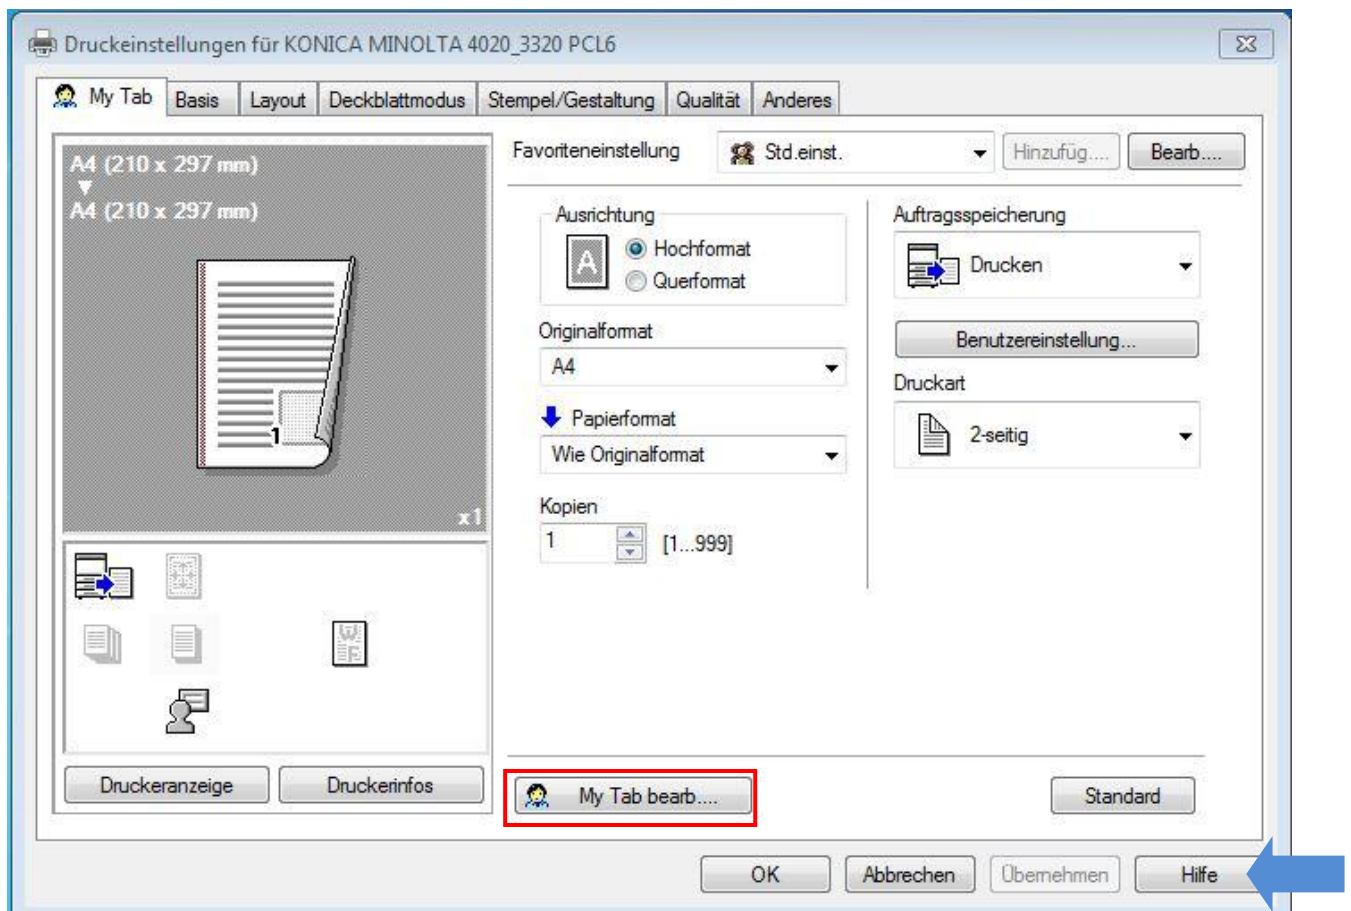 Druckeinstellungen für KONICA MINOLTA 4020_3320 PCL6
My Tab
Basis
Layout
Deckblattmodus
Stempel/Gestaltung
Qualität
Anderes
A4 (210 x 297 mm)
A4 (210 x 297 mm)
1
x1
Druckeranzeige
Druckerinfos
Favoriteneinstellung
Std.einst.
Hinzufüg....
Bearb....
Ausrichtung
A
Hochformat
Querformat
Originalformat
A4
Papierformat
Wie Originalformat
Kopien
1
[1...999]
Auftragsspeicherung
Drucken
Benutzereinstellung...
Druckart
2-seitig
My Tab bearb....
Standard
OK
Abbrechen
Übernehmen
Hilfe